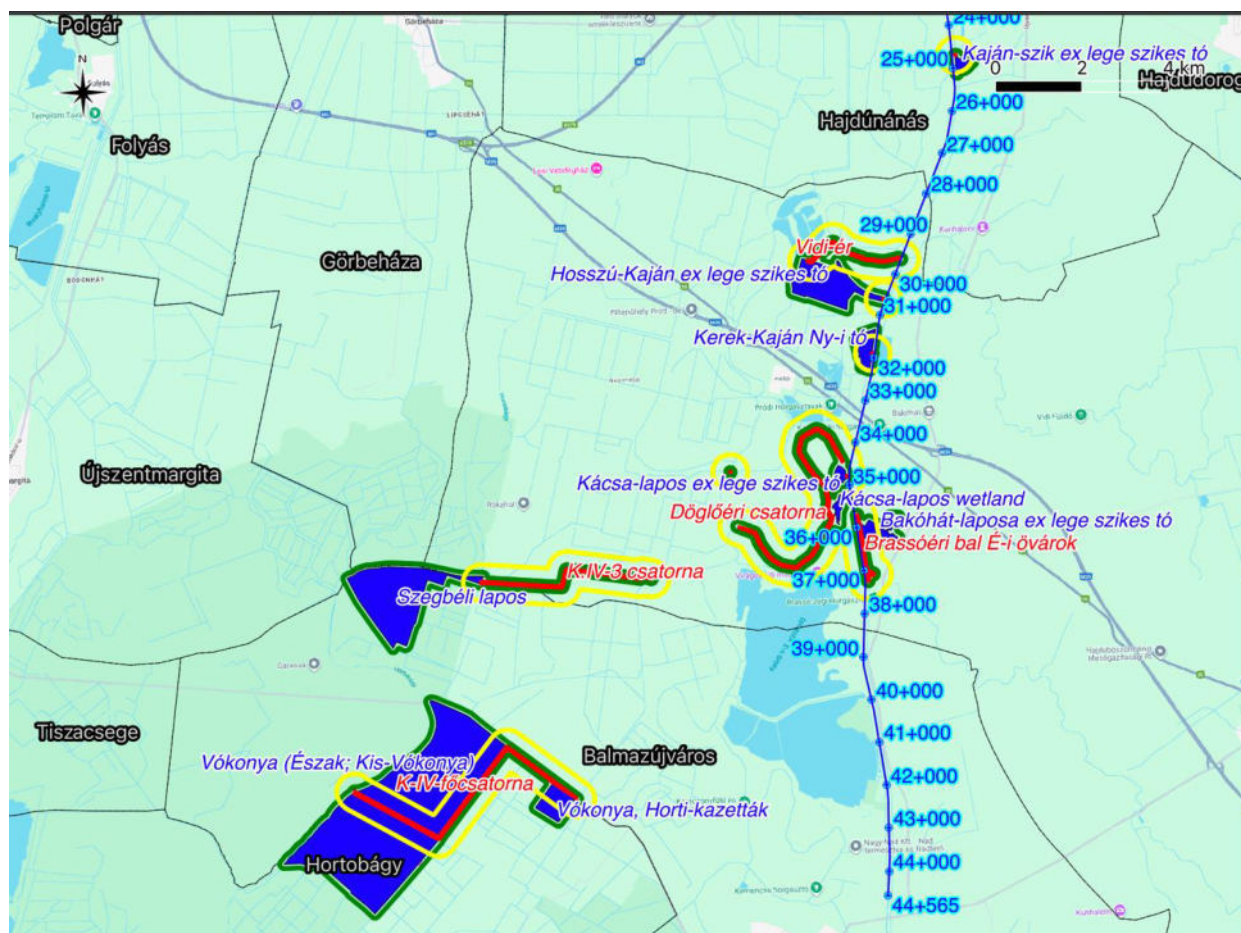 Polgár
Görbeháza
24+000
Kaján-szik ex lege szikes tó
25+000
N
0 2 4 km
Hajdúdorog
26+000
Hajdúnánás
LIPCSEHÁT
Folyás
27+000
28+000
29+000
Vidi-ér
Görbeháza
Hosszú-Kaján ex lege szikes tó
30+000
BÖDÖNHÁT
31+000
Kerek-Kaján Ny-i tó
32+000
33+000
34+000
Újszentmargita
35+000
Kácsa-lapos ex lege szikes tó
Kácsa-lapos wetland
Döglőéri csatorna
Bakóhát-laposa ex lege szikes tó
36+000
Brassóéri bal É-i övárok
K.IV-3 csatorna
37+000
Szegbéli lapos
38+000
39+000
40+000
Tiszacsege
41+000
Balmazújváros
Vókonya (Észak; Kis-Vókonya)
42+000
K-IV-főcsatorna
Vókonya, Horti-kazetták
43+000
Hortobágy
44+000
44+565